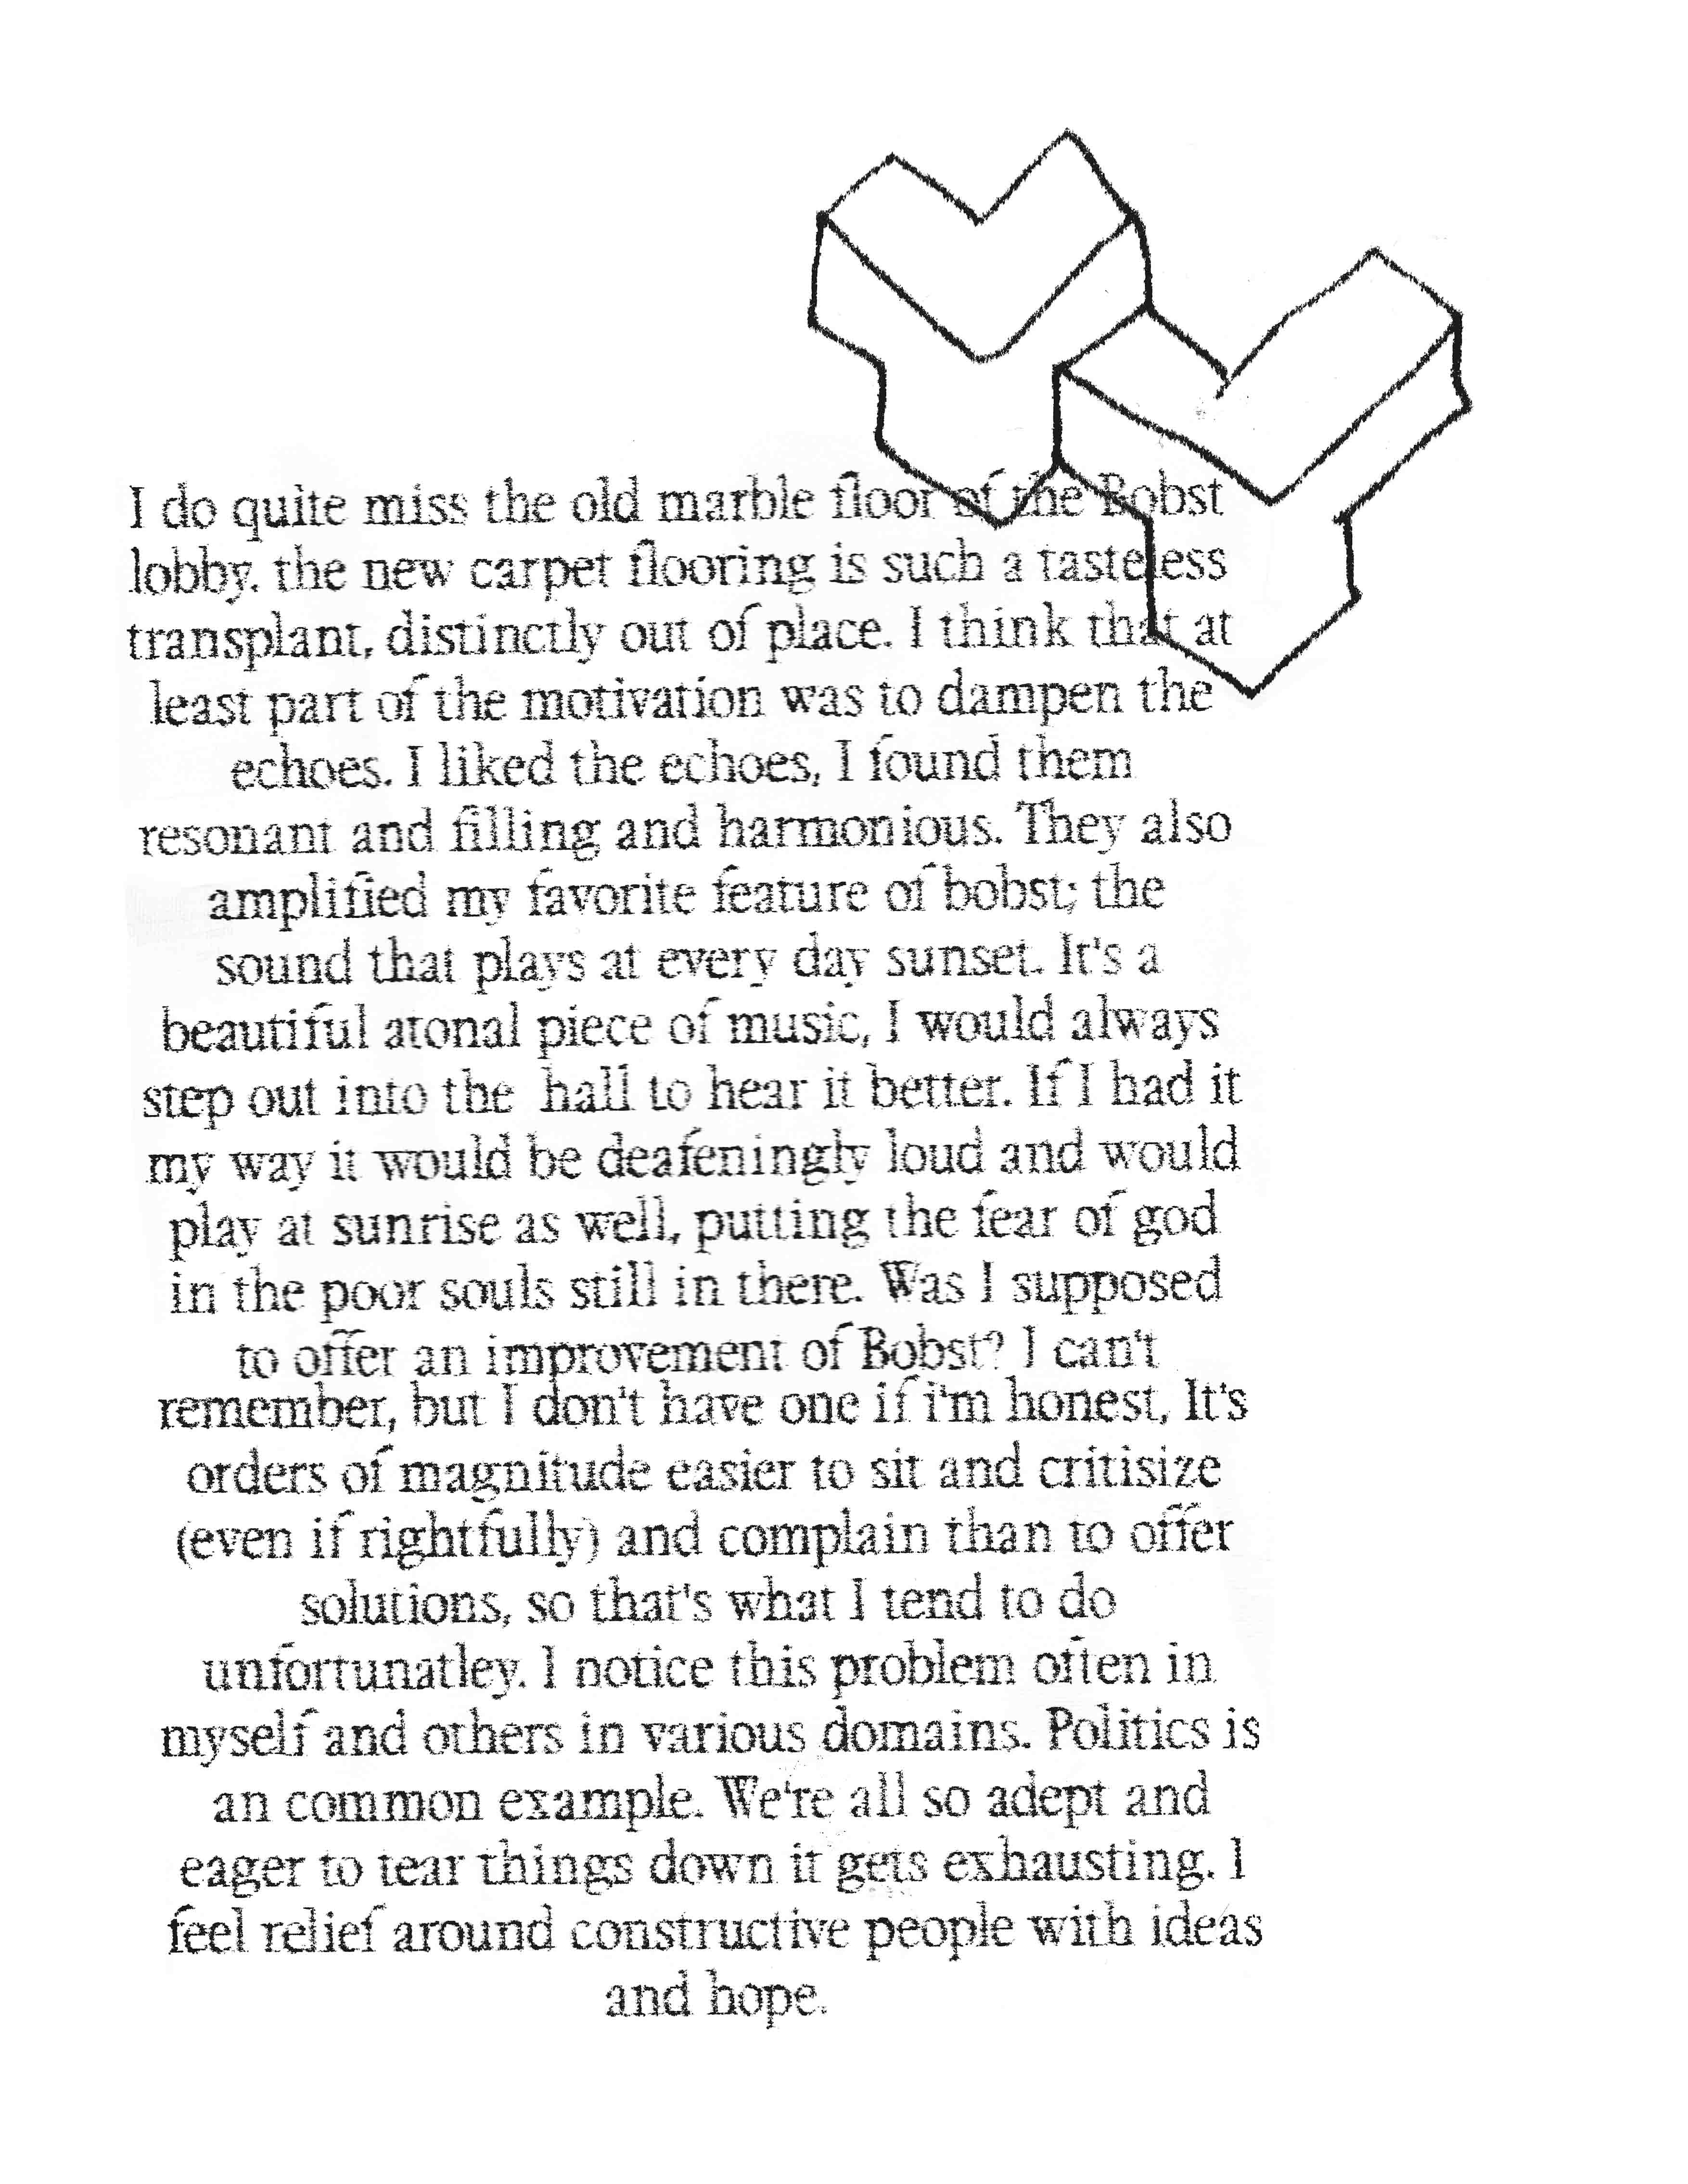 I do quite miss the old marble floor of the Bobst
lobby. the new carpet flooring is such a tasteless
transplant, distinctly out of place. I think that at
least part of the motivation was to dampen the
echoes. I liked the echoes, I found them
resonant and filling and harmonious. They also
amplified my favorite feature of bobst; the
sound that plays at every day sunset. It's a
beautiful atonal piece of music, I would always
step out into the hall to hear it better. If I had it
my way it would be deafeningly loud and would
play at sunrise as well, putting the fear of god
in the poor souls still in there. Was I supposed
to offer an improvement of Bobst? I can't
remember, but I don't have one if i'm honest, It's
orders of magnitude easier to sit and critisize
(even if rightfully) and complain than to offer
solutions, so that's what I tend to do
unfortunatley. I notice this problem often in
myself and others in various domains. Politics is
an common example. We're all so adept and
eager to tear things down it gets exhausting. I
feel relief around constructive people with ideas
and hope.